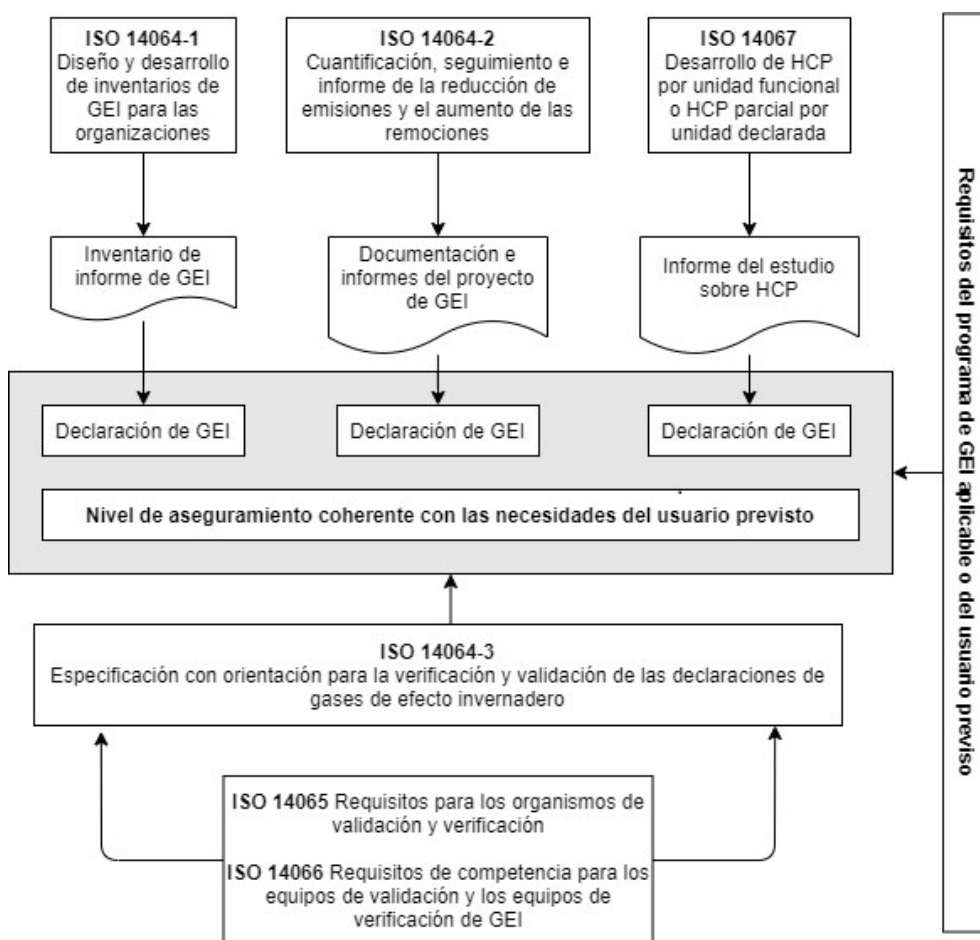 ISO 14064-1
Diseño y desarrollo
de inventarios de
GEI para las
organizaciones
ISO 14064-2
Cuantificación, seguimiento e
informe de la reducción de
emisiones y el aumento de las
remociones
ISO 14067
Desarrollo de HCP
por unidad funcional
o HCP parcial por
unidad declarada
Inventario de
informe de GEI
Documentación e
informes del proyecto
de GEI
Informe del estudio
sobre HCP
Declaración de GEI
Declaración de GEI
Declaración de GEI
Nivel de aseguramiento coherente con las necesidades del usuario previsto
ISO 14064-3
Especificación con orientación para la verificación y validación de las declaraciones de
gases de efecto invernadero
ISO 14065 Requisitos para los organismos de
validación y verificación
ISO 14066 Requisitos de competencia para los
equipos de validación y los equipos de
verificación de GEI
Requisitos del programa de GEI aplicable o del usuario previso